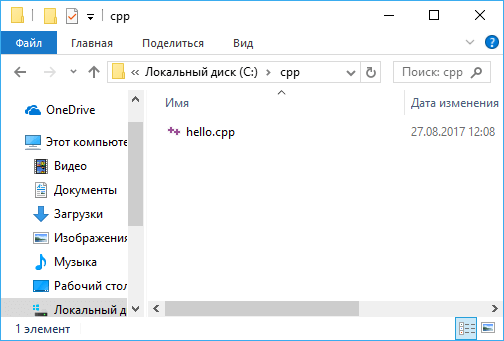 cpp
Файл Главная Поделиться Вид
Локальный диск (C:) cpp Поиск: cpp
Имя Дата изменения
hello.cpp 27.08.2017 12:08
OneDrive
Этот компьюте
Видео
Документы
Загрузки
Изображения
Музыка
Рабочий стол
Локальный д
1 элемент